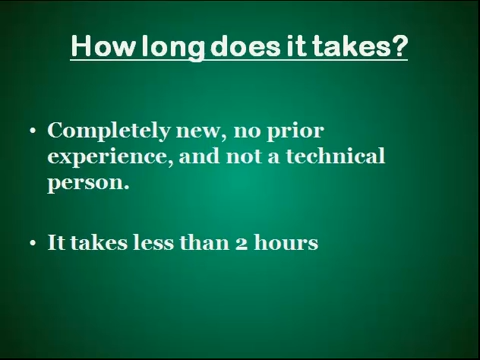 How long does it takes?
• Completely new, no prior
experience, and not a technical
person.
• It takes less than 2 hours